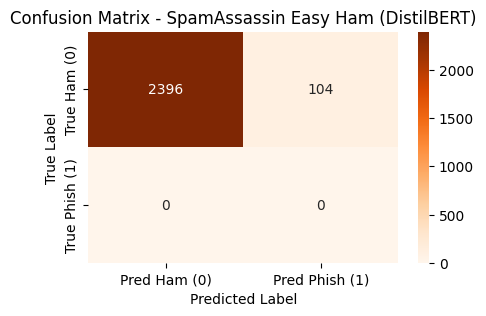 Confusion Matrix - SpamAssassin Easy Ham (DistilBERT)
True Label
True Ham (0)
True Phish (1)
2396
104
0
0
Pred Ham (0)
Pred Phish (1)
Predicted Label
2000
1500
1000
500
0